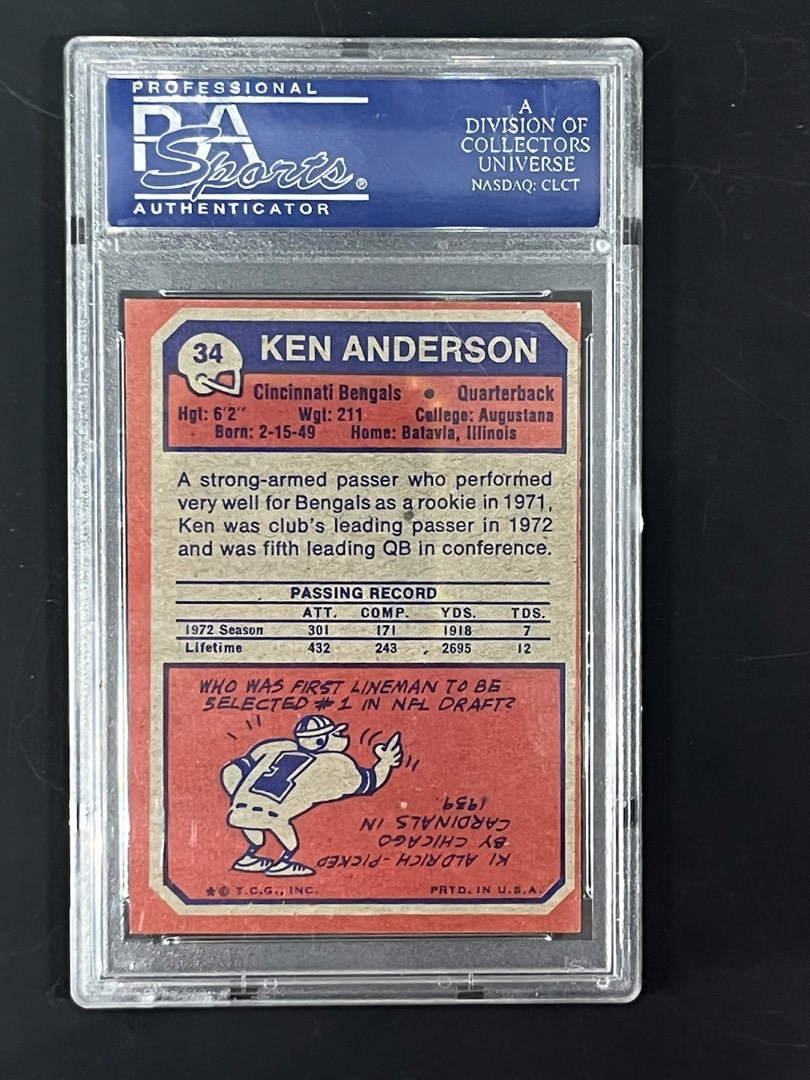 PROFESSIONAL
PSA
Sports®
AUTHENTICATOR
A
DIVISION OF
COLLECTORS
UNIVERSE
NASDAQ: CLCT
34
KEN ANDERSON
Cincinnati Bengals • Quarterback
Hgt: 6'2" Wgt: 211 College: Augustana
Born: 2-15-49 Home: Batavia, Illinois
A strong-armed passer who performed
very well for Bengals as a rookie in 1971,
Ken was club's leading passer in 1972
and was fifth leading QB in conference.
PASSING RECORD
ATT. COMP. YDS. TDS.
1972 Season 301 171 1918 7
Lifetime 432 243 2695 12
WHO WAS FIRST LINEMAN TO BE
SELECTED #1 IN NFL DRAFT?
1
KI ALDRICH-PICKED
BY CHICAGO
CARDINALS IN
1939.
*© T.C.G., INC. PRTD. IN U.S.A.